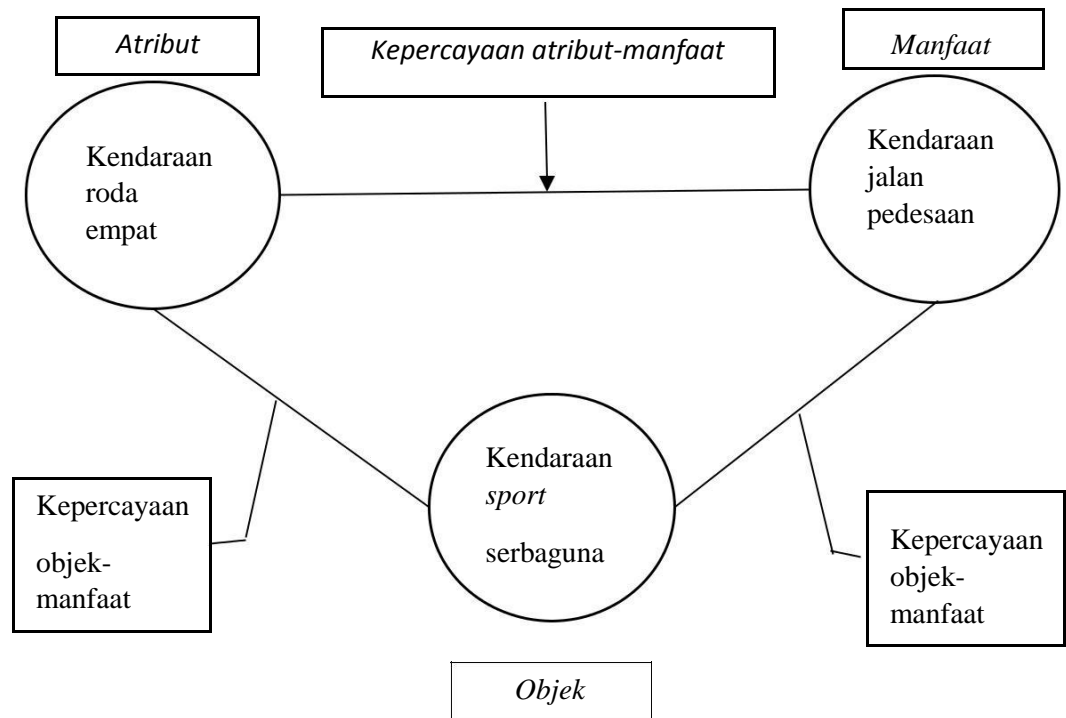 Atribut
Kepercayaan atribut-manfaat
Manfaat
Kendaraan
roda
empat
Kendaraan
jalan
pedesaan
Kendaraan
sport
serbaguna
Kepercayaan
objek-
manfaat
Kepercayaan
objek-
manfaat
Objek